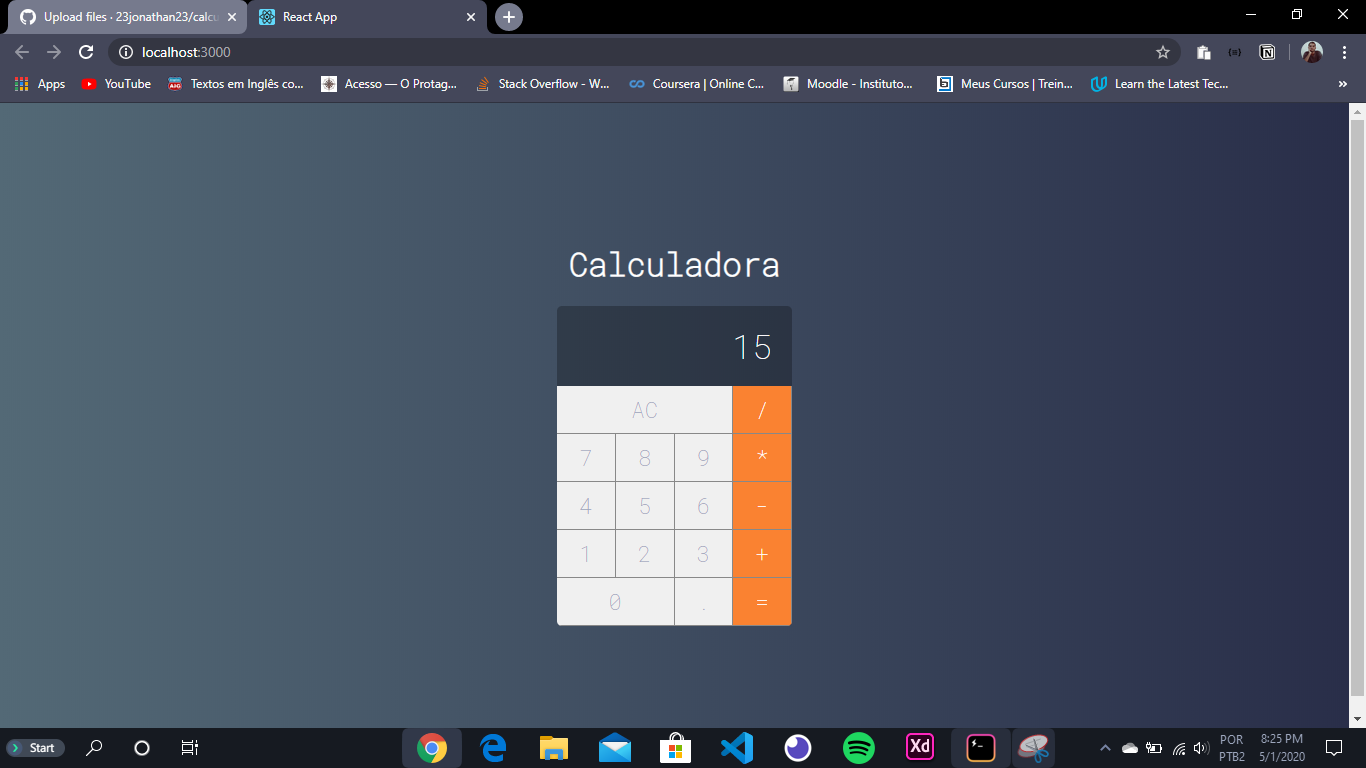 Upload files · 23jonathan23/calcu
React App
localhost:3000
Apps
YouTube
Textos em Inglês co...
Acesso — O Protag...
Stack Overflow - W...
Coursera | Online C...
Moodle - Instituto...
Meus Cursos | Trein...
Learn the Latest Tec...
»
Calculadora
15
AC /
7 8 9 *
4 5 6 -
1 2 3 +
0 . =
Start
Xd
POR
PTB2
8:25 PM
5/1/2020